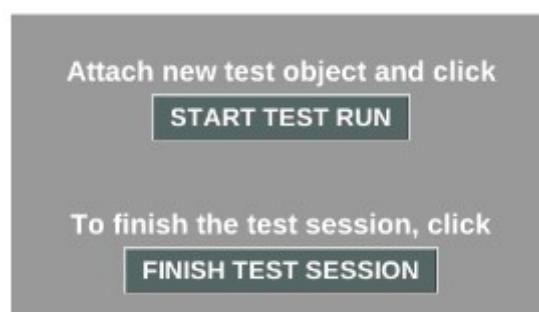 Attach new test object and click
START TEST RUN
To finish the test session, click
FINISH TEST SESSION